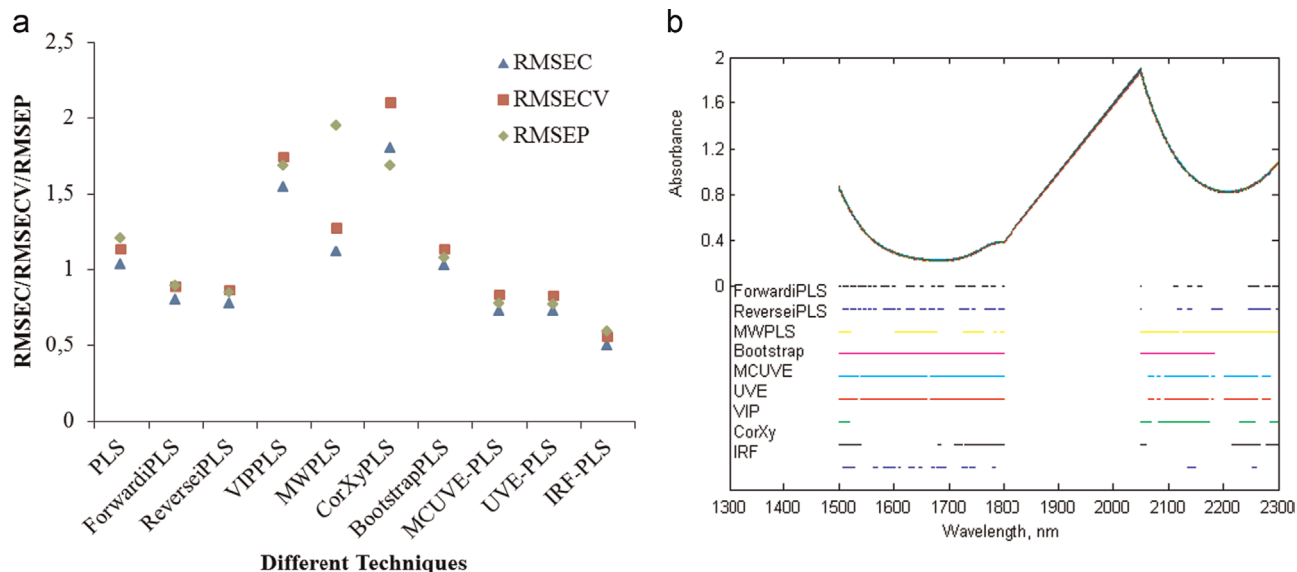 a
RMSEC/RMSECV/RMSEP
2,5
2
1,5
1
0,5
0
RMSEC
RMSECV
RMSEP
PLS
ForwardiPLS
ReverseiPLS
VIPPLS
MWPLS
CorXyPLS
BootstrapPLS
MCUVE-PLS
UVE-PLS
IRF-PLS
Different Techniques
b
Absorbance
2
1.6
1.2
0.8
0.4
0
ForwardiPLS
ReverseiPLS
MWPLS
Bootstrap
MCUVE
UVE
VIP
CorXy
IRF
1300 1400 1500 1600 1700 1800 1900 2000 2100 2200 2300
Wavelength, nm